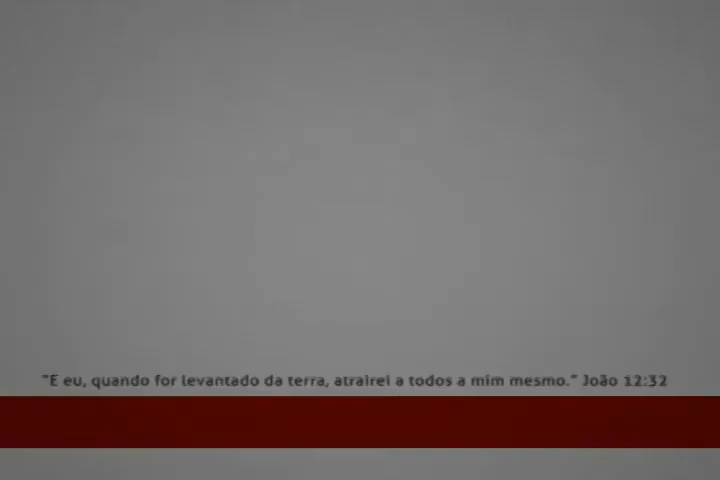 "E eu, quando for levantado da terra, atrairei a todos a mim mesmo." João 12:32